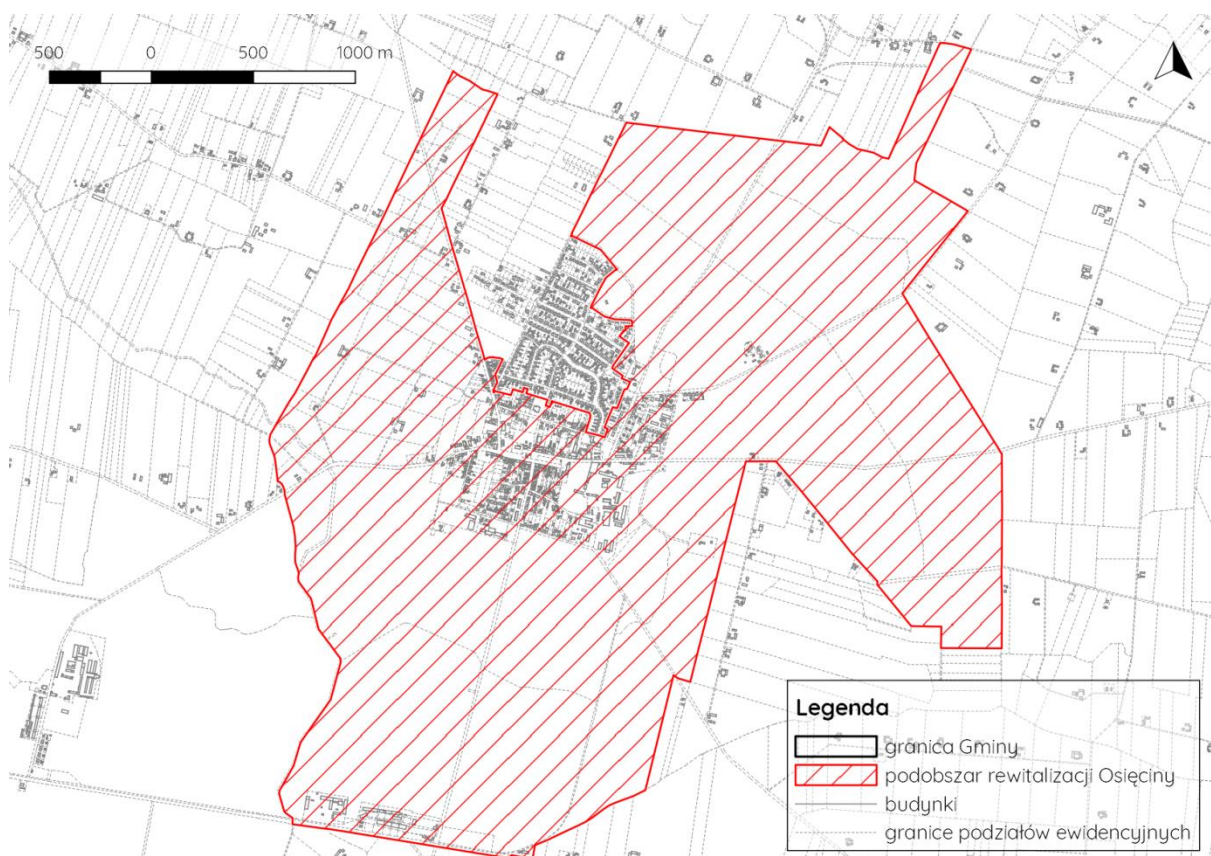 500 0 500 1000 m
Legenda
granica Gminy
podobszar rewitalizacji Osięciny
budynki
granice podziałów ewidencyjnych